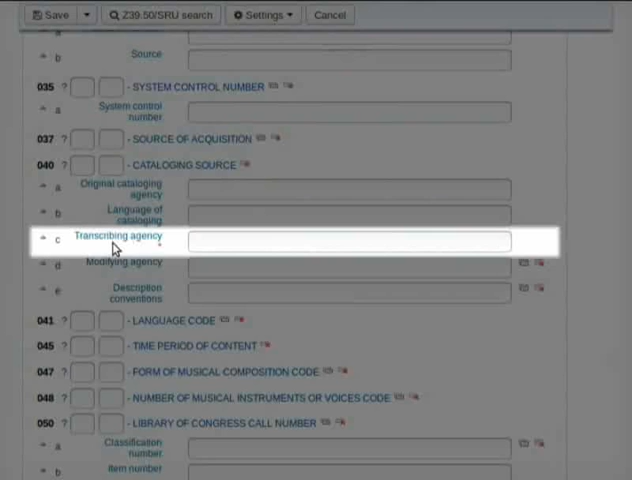 Save Z39.50/SRU search Settings Cancel
a
b Source
035 ? - SYSTEM CONTROL NUMBER
a System control number
037 ? - SOURCE OF ACQUISITION
040 ? - CATALOGING SOURCE
a Original cataloging agency
b Language of cataloging
c Transcribing agency *
d Modifying agency
e Description conventions
041 ? - LANGUAGE CODE
045 ? - TIME PERIOD OF CONTENT
047 ? - FORM OF MUSICAL COMPOSITION CODE
048 ? - NUMBER OF MUSICAL INSTRUMENTS OR VOICES CODE
050 ? - LIBRARY OF CONGRESS CALL NUMBER
a Classification number
b Item number